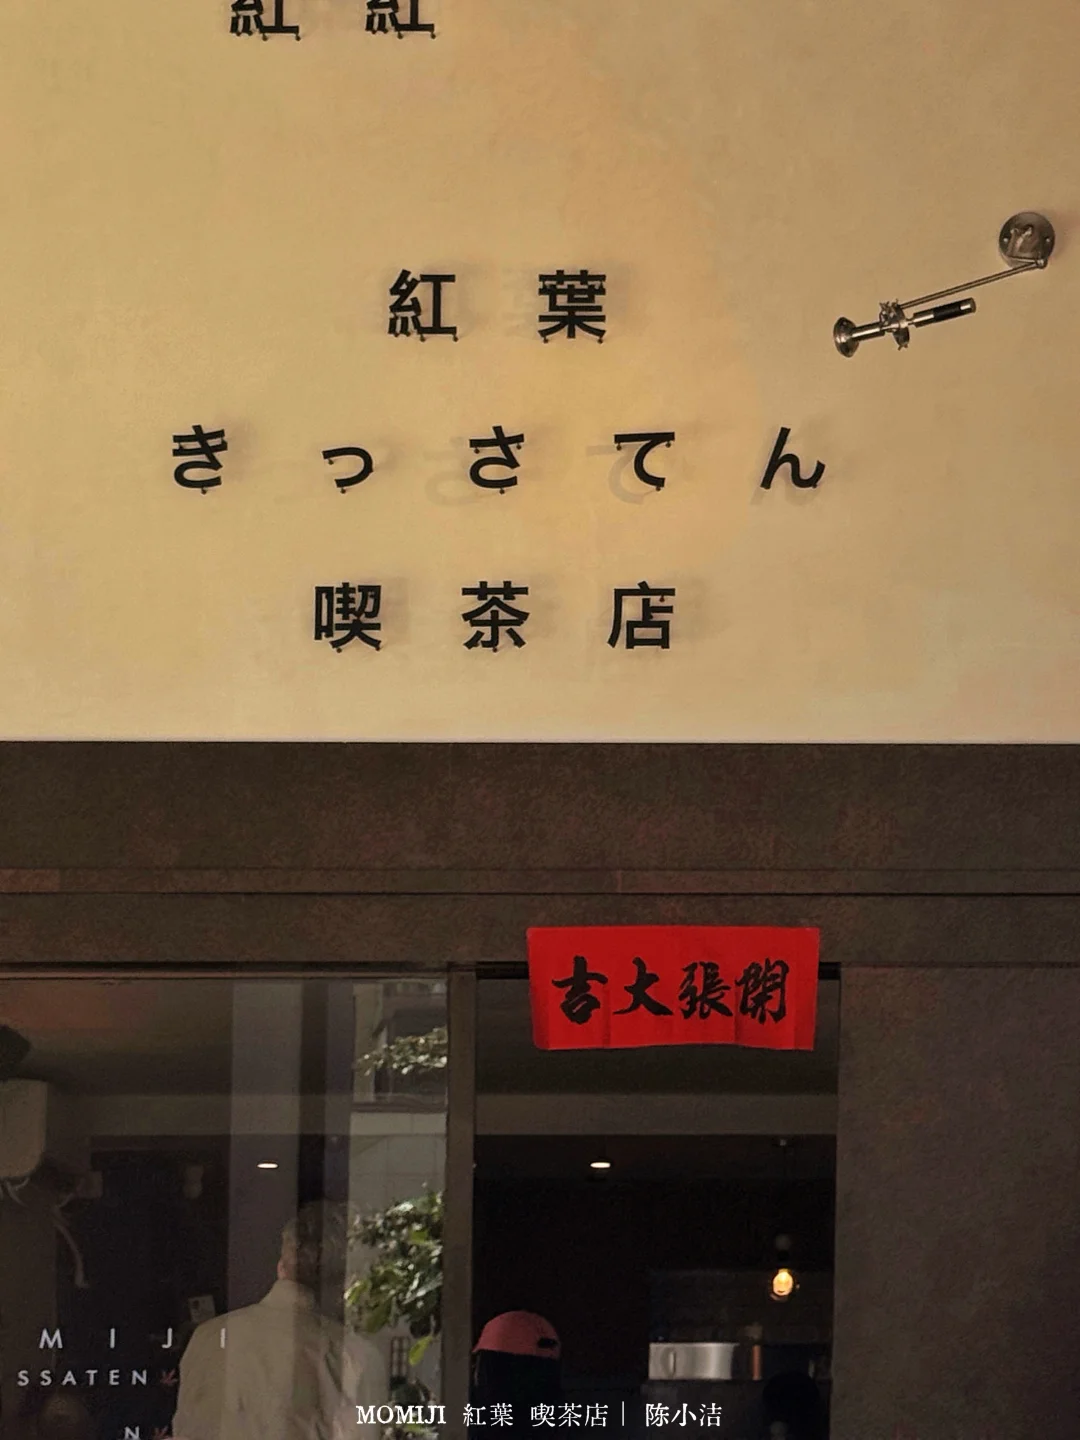 紅 紅
紅 葉
き っ さ て ん
喫 茶 店
吉大張開
M I J I
SSATEN
N
MOMIJI 紅葉 喫茶店｜陈小洁